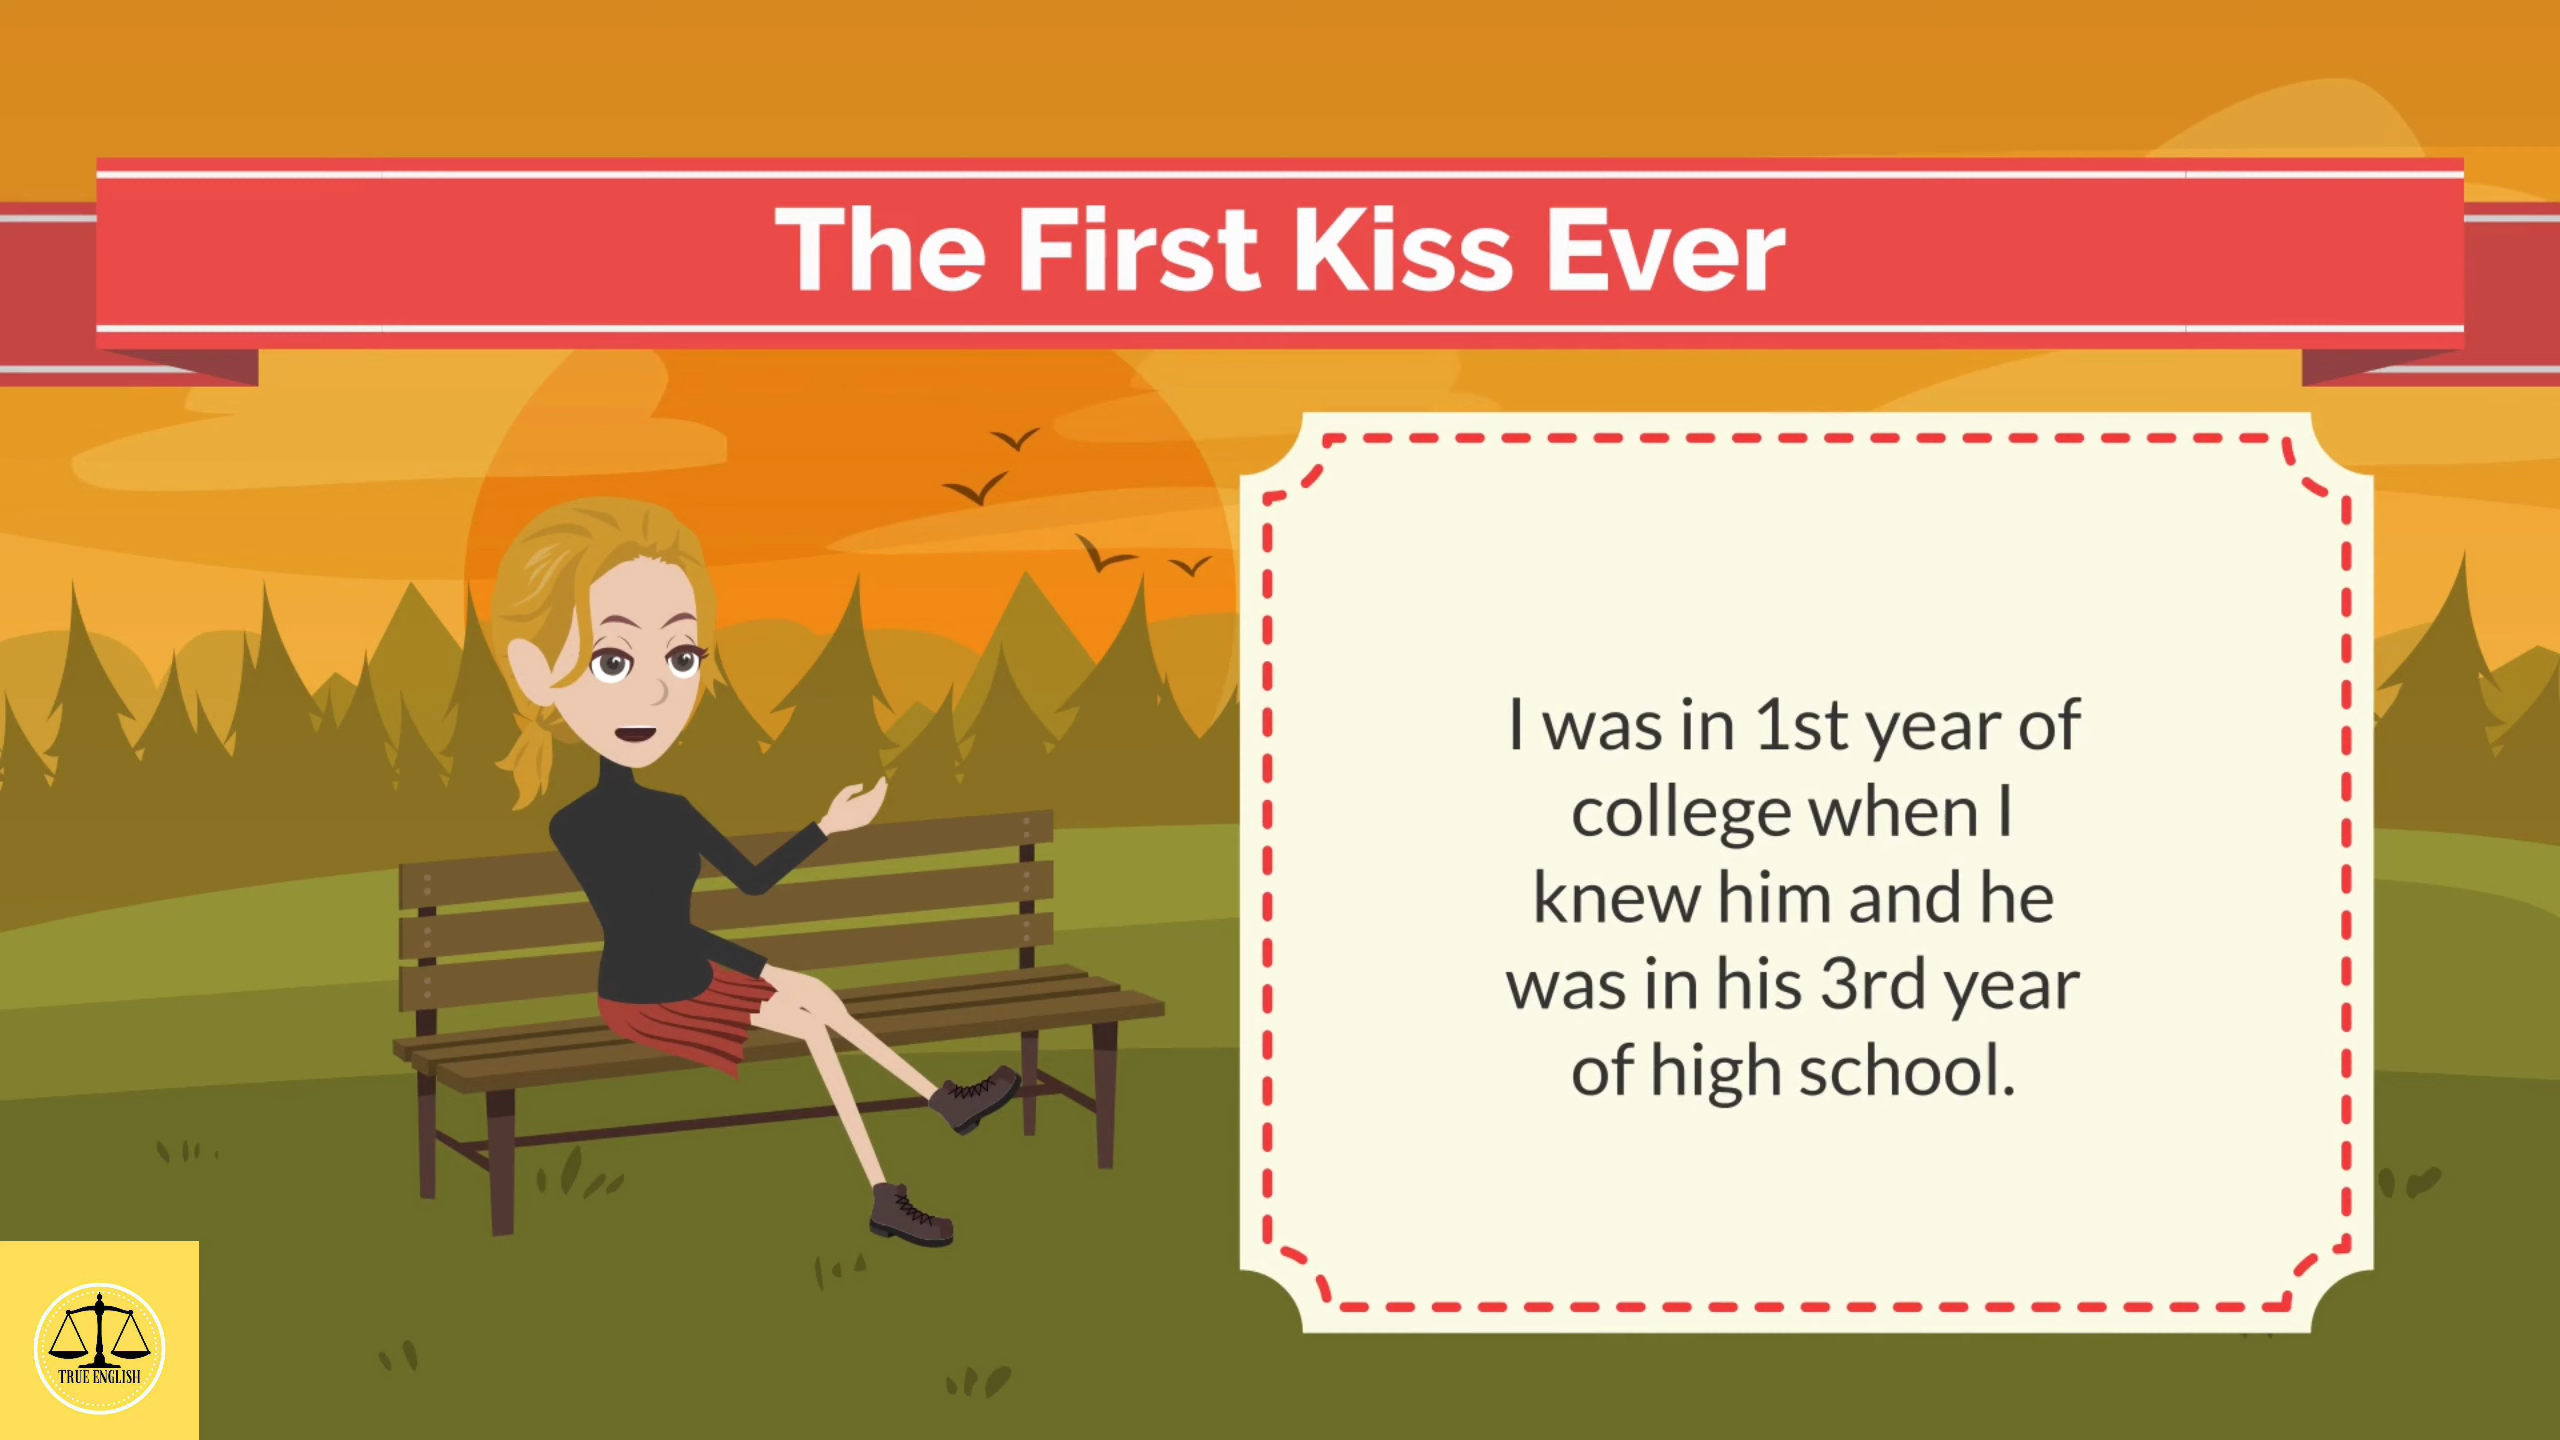 The First Kiss Ever
I was in 1st year of
college when I
knew him and he
was in his 3rd year
of high school.
TRUE ENGLISH